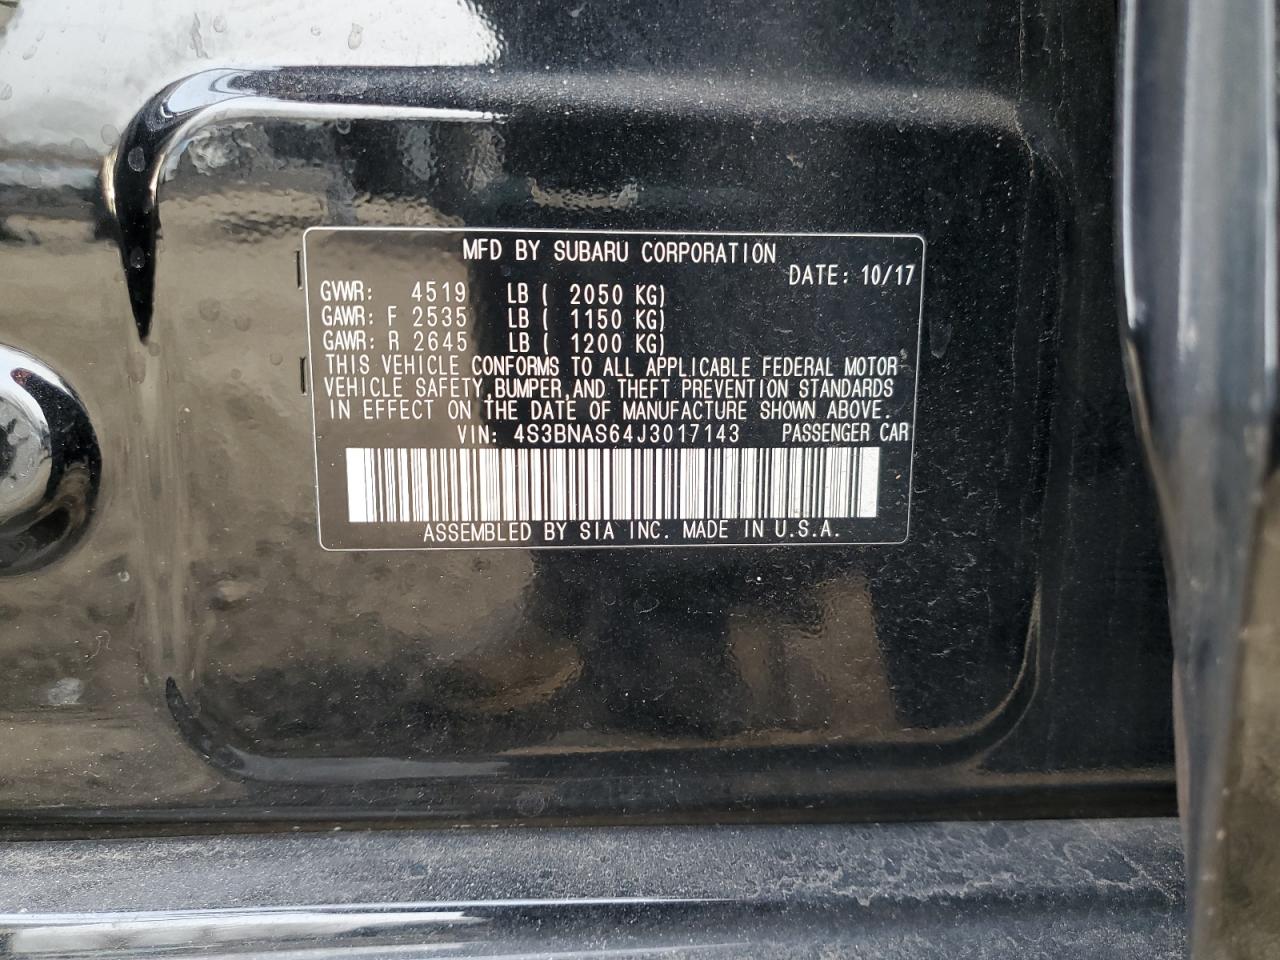 MFD BY SUBARU CORPORATION
DATE: 10/17
GVWR: 4519 LB ( 2050 KG)
GAWR: F 2535 LB ( 1150 KG)
GAWR: R 2645 LB ( 1200 KG)
THIS VEHICLE CONFORMS TO ALL APPLICABLE FEDERAL MOTOR
VEHICLE SAFETY,BUMPER,AND THEFT PREVENTION STANDARDS
IN EFFECT ON THE DATE OF MANUFACTURE SHOWN ABOVE.
VIN: 4S3BNAS64J3017143 PASSENGER CAR
ASSEMBLED BY SIA INC. MADE IN U.S.A.